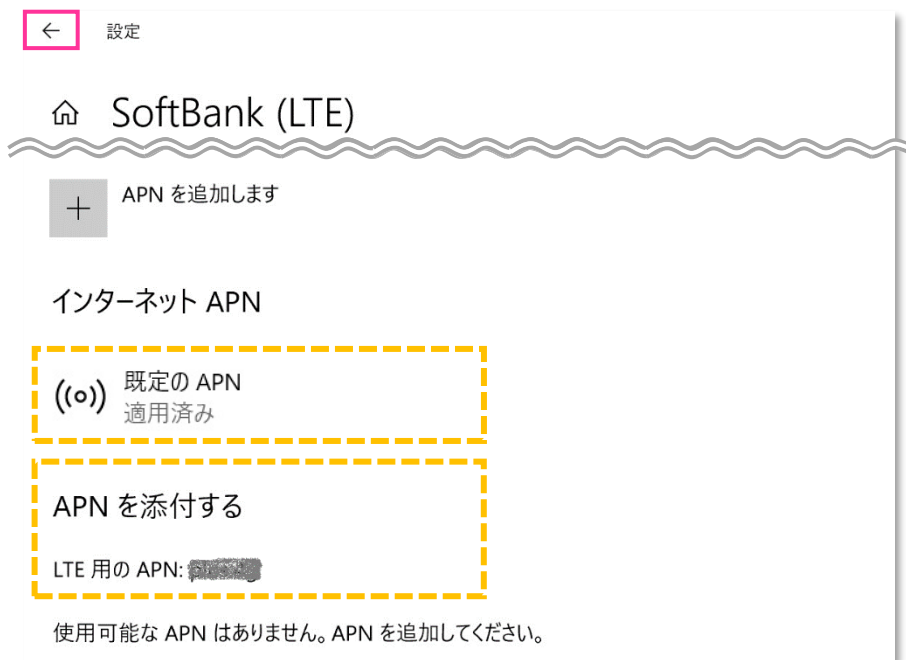 設定
SoftBank (LTE)
APN を追加します
インターネット APN
既定の APN
適用済み
APN を添付する
LTE 用の APN:
使用可能な APN はありません。APN を追加してください。